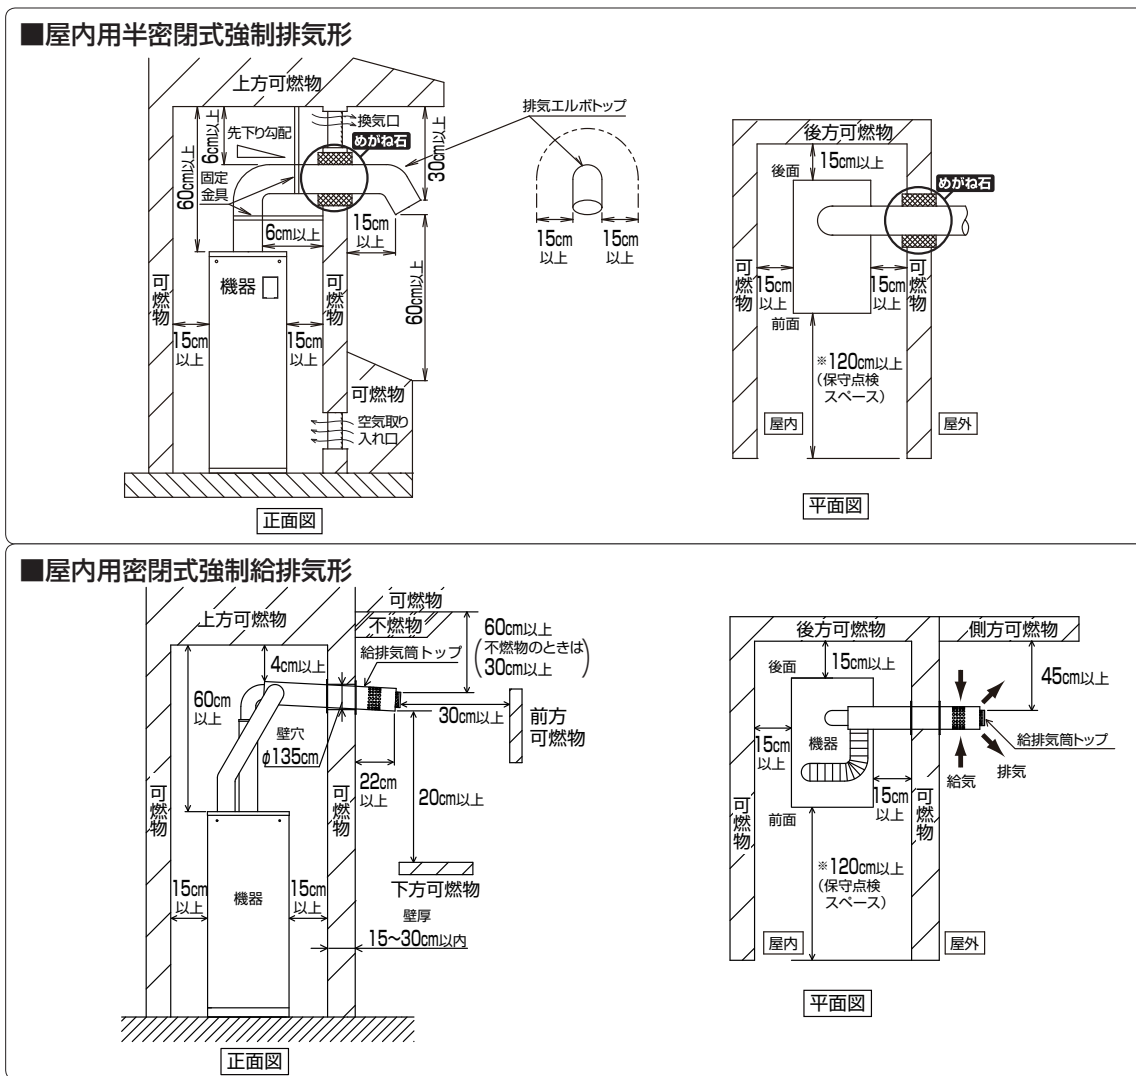 ■屋内用半密閉式強制排気形
上方可燃物
6cm以上
先下り勾配
換気口
めがね石
60cm以上
固定
金具
30cm以上
6cm以上
15cm
以上
60cm以上
機器
可燃物
可燃物
15cm
以上
15cm
以上
可燃物
空気取り
入れ口
正面図
排気エルボトップ
15cm
以上
15cm
以上
後方可燃物
15cm以上
後面
めがね石
可燃物
15cm
以上
15cm
以上
可燃物
前面
※120cm以上
(保守点検
スペース)
屋内
屋外
平面図
■屋内用密閉式強制給排気形
上方可燃物
可燃物
不燃物
60cm以上
(不燃物のときは)
30cm以上
4cm以上
給排気筒トップ
60cm
以上
30cm以上
前方
可燃物
壁穴
φ135cm
22cm
以上
20cm以上
可燃物
可燃物
下方可燃物
15cm
以上
機器
15cm
以上
壁厚
15~30cm以内
正面図
後方可燃物
側方可燃物
後面
15cm以上
45cm以上
15cm
以上
機器
給排気筒トップ
排気
給気
15cm
以上
可燃物
可燃物
前面
※120cm以上
(保守点検
スペース)
屋内
屋外
平面図